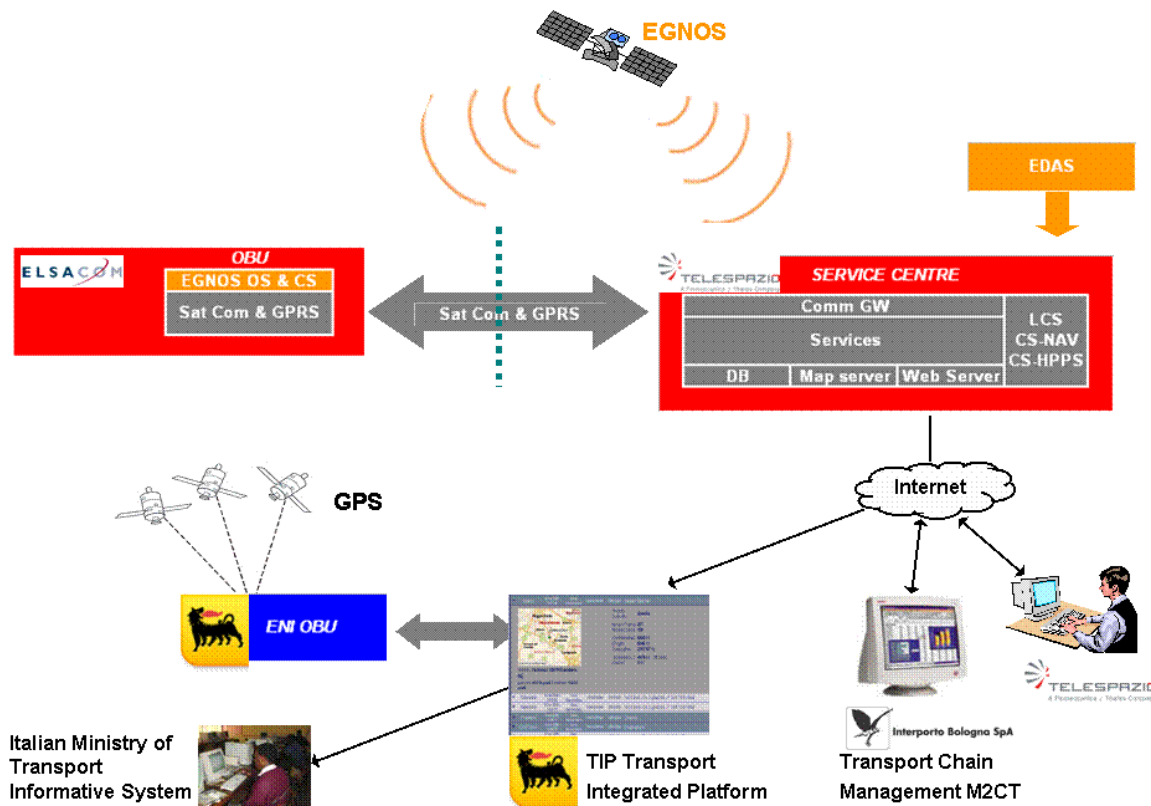 EGNOS
EDAS
ELSACOM
OBU
EGNOS OS & CS
Sat Com & GPRS
Sat Com & GPRS
TELESPAZIO
SERVICE CENTRE
Comm GW
Services
DB
Map server
Web Server
LCS
CS-NAV
CS-HPPS
GPS
Internet
ENI OBU
TELESPAZIO
Interporto Bologna SpA
Italian Ministry of
Transport
Informative System
TIP Transport
Integrated Platform
Transport Chain
Management M2CT